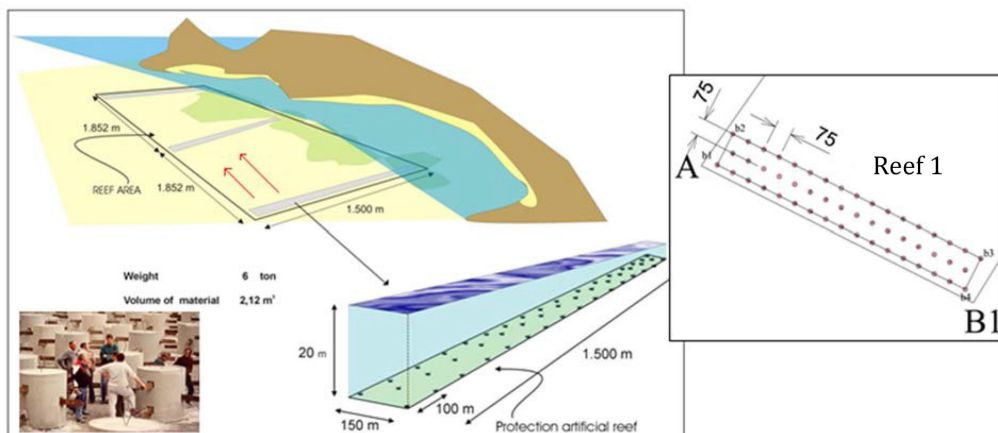 1.852 m
REEF AREA
1.852 m
1.500 m
Weight 6 ton
Volume of material 2,12 m³
20 m
150 m
100 m
1.500 m
Protection artificial reef
75
75
b2
b1
A
Reef 1
b3
b4
B1